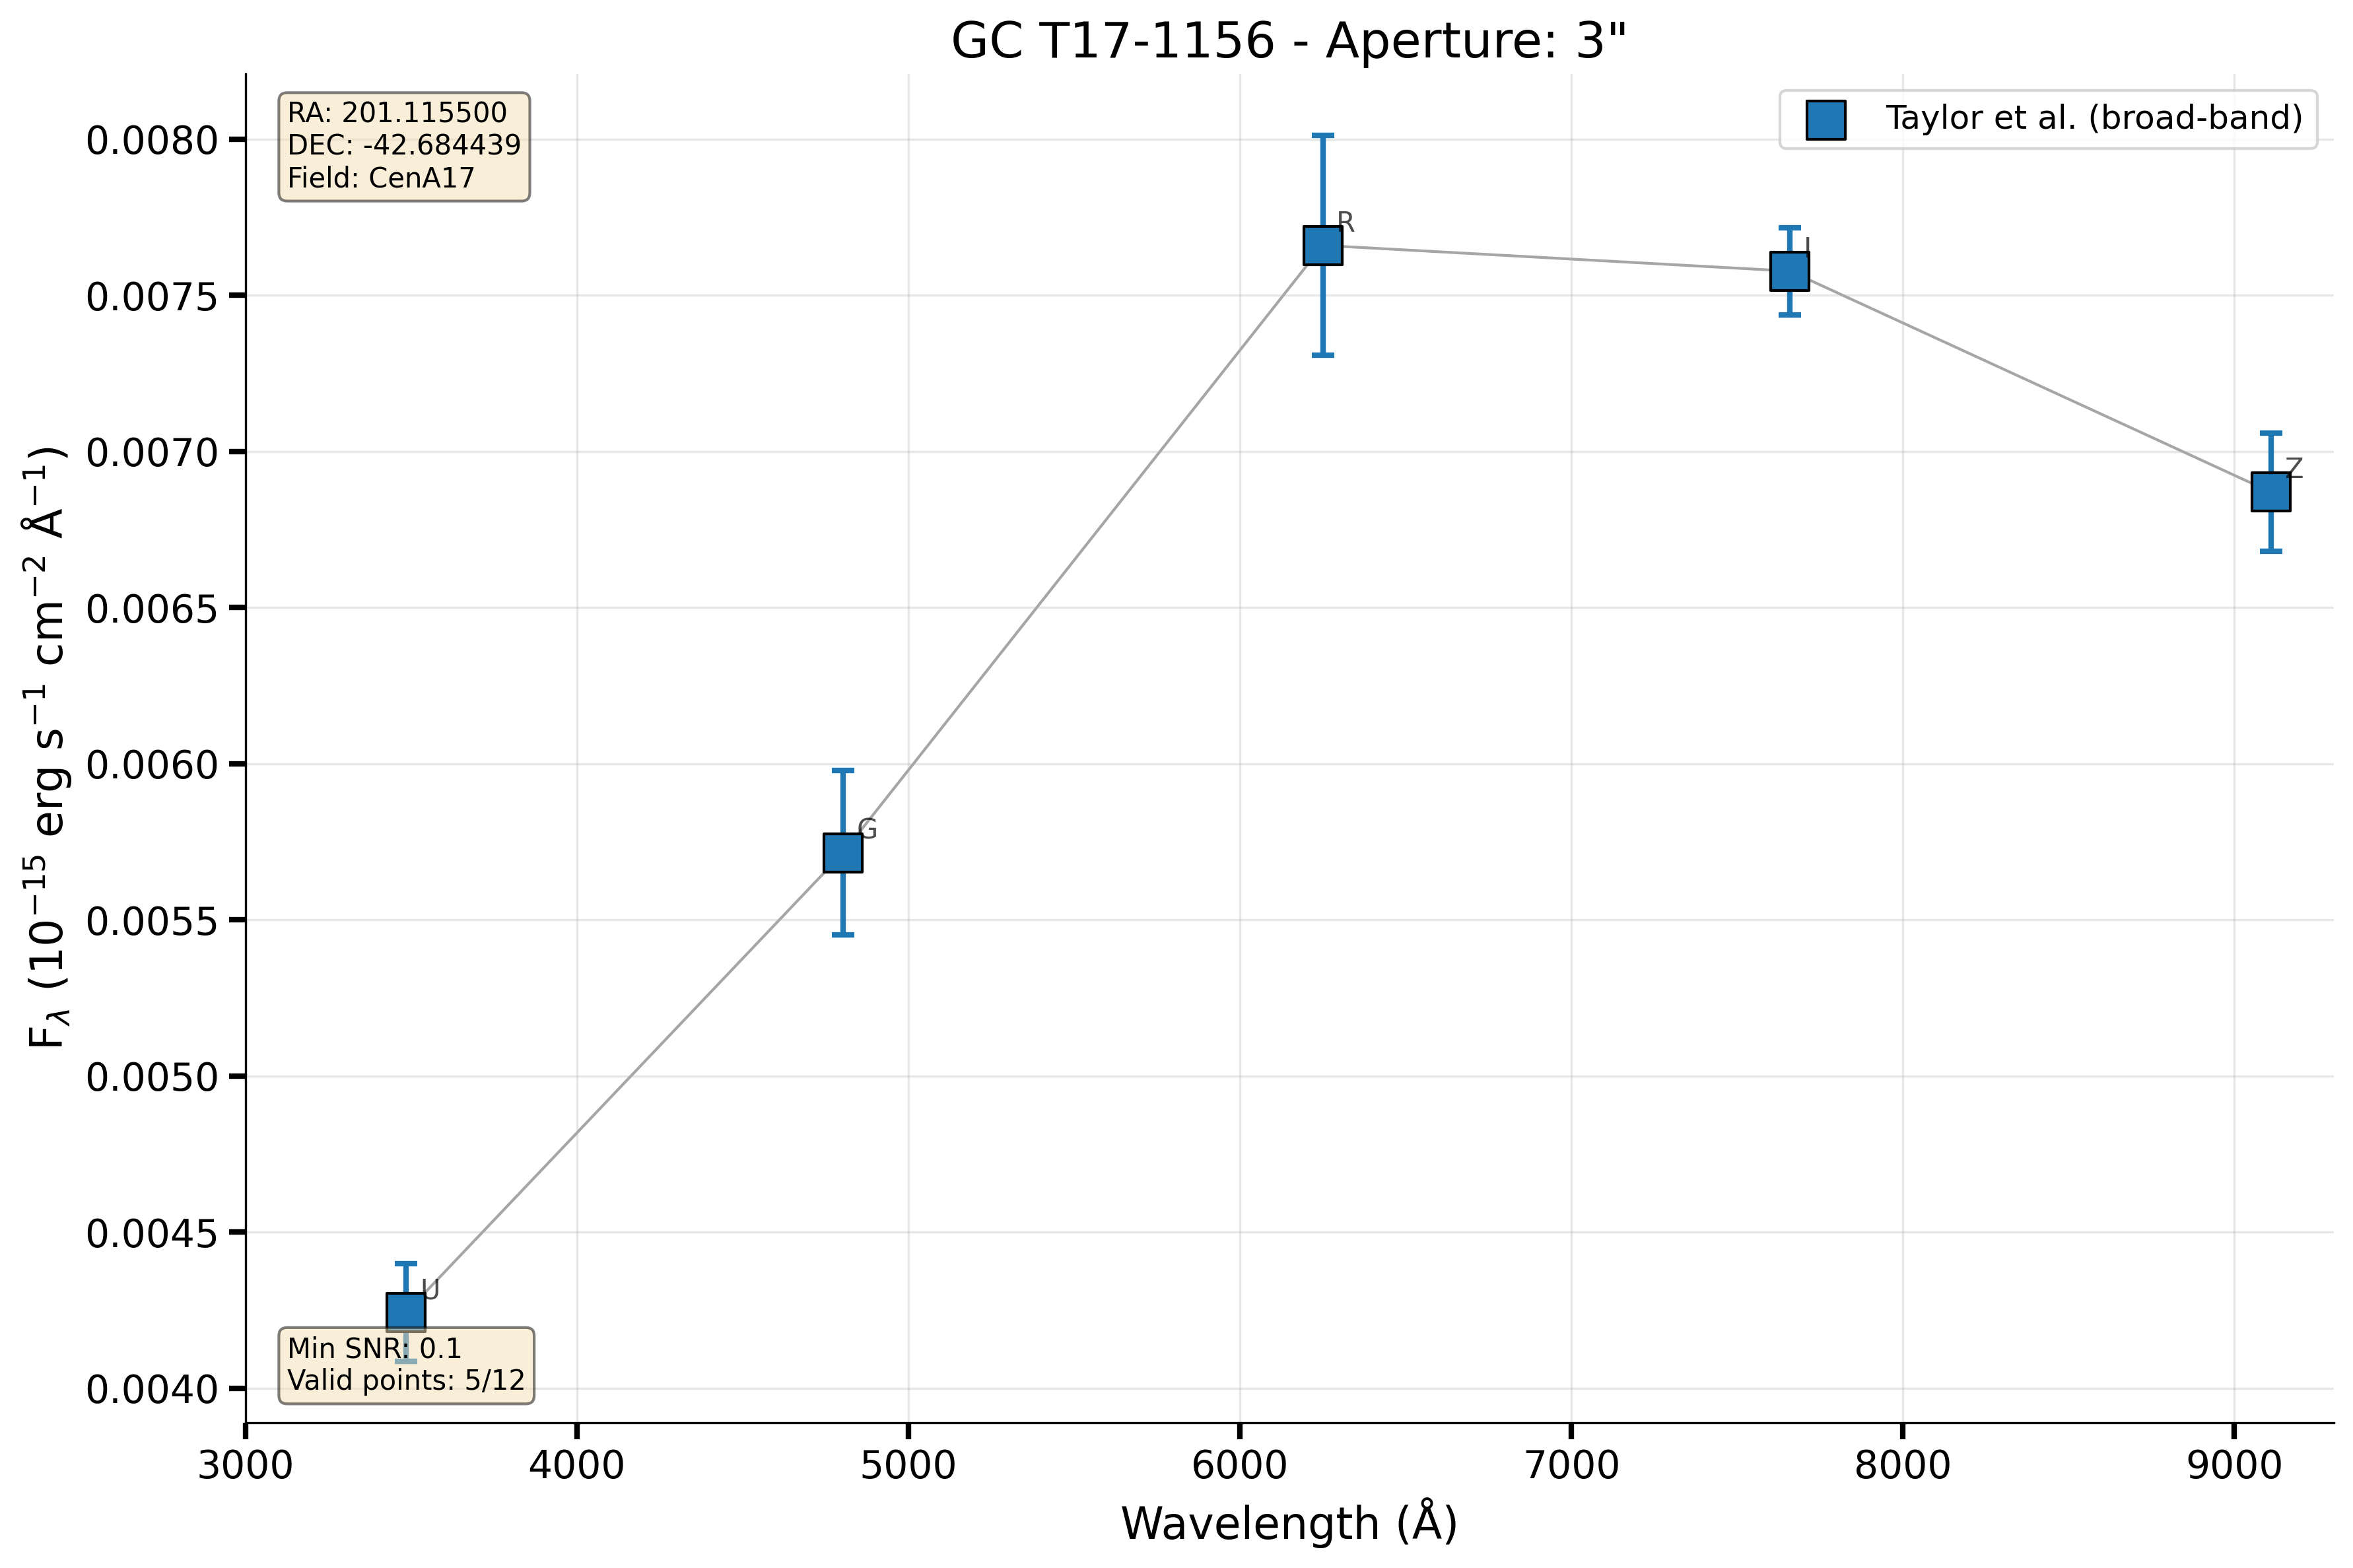 GC T17-1156 - Aperture: 3"
RA: 201.115500
DEC: -42.684439
Field: CenA17
Taylor et al. (broad-band)
0.0080
0.0075
0.0070
0.0065
0.0060
0.0055
0.0050
0.0045
0.0040
F_λ (10⁻¹⁵ erg s⁻¹ cm⁻² Å⁻¹)
U
G
R
I
Z
Min SNR: 0.1
Valid points: 5/12
3000 4000 5000 6000 7000 8000 9000
Wavelength (Å)